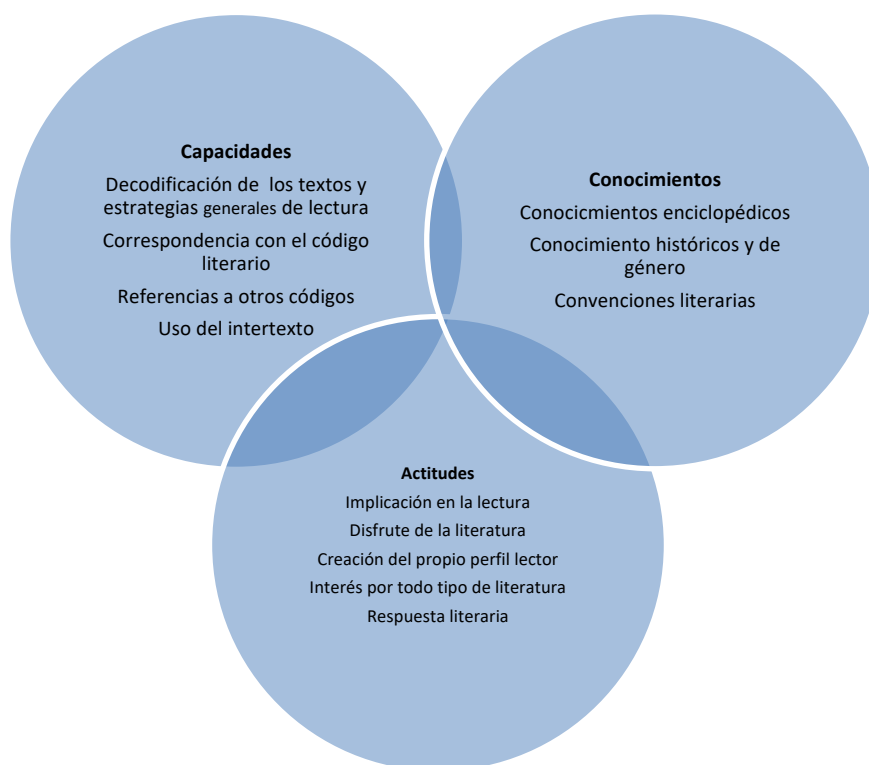 Capacidades
Decodificación de los textos y
estrategias generales de lectura
Correspondencia con el código
literario
Referencias a otros códigos
Uso del intertexto
Conocimientos
Conocicmientos enciclopédicos
Conocimiento históricos y de
género
Convenciones literarias
Actitudes
Implicación en la lectura
Disfrute de la literatura
Creación del propio perfil lector
Interés por todo tipo de literatura
Respuesta literaria